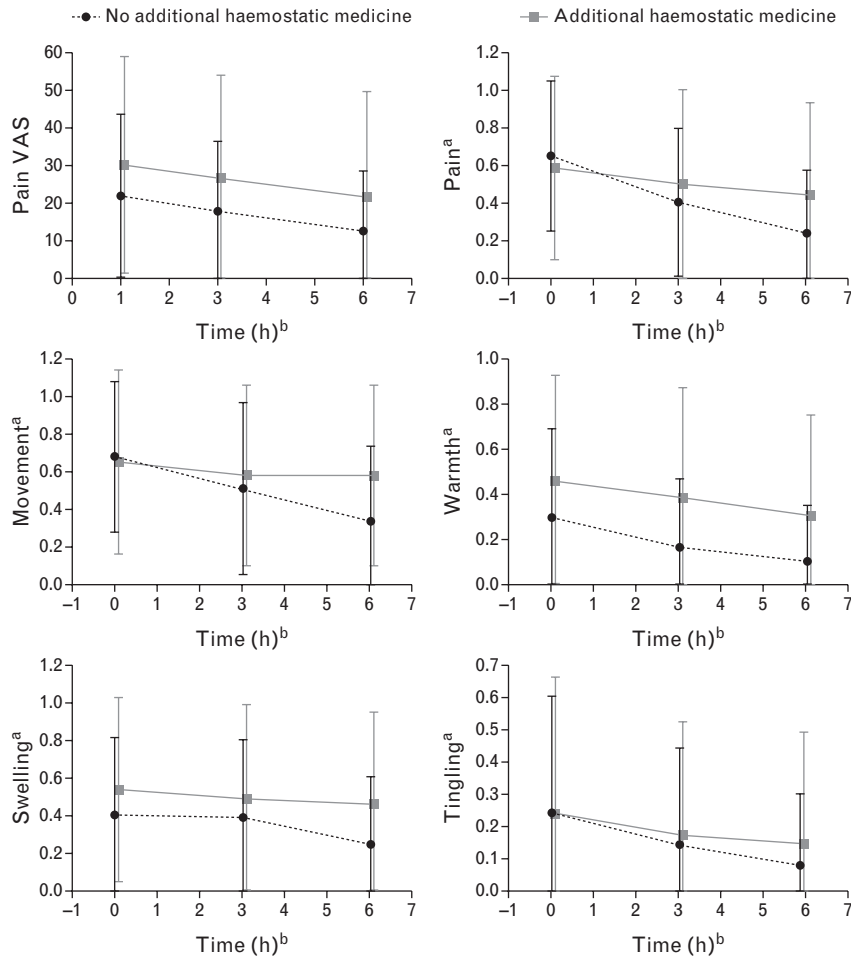 No additional haemostatic medicine
Additional haemostatic medicine
Pain VAS
60
50
40
30
20
10
0
0 1 2 3 4 5 6 7
Time (h)b
Paina
1.2
1.0
0.8
0.6
0.4
0.2
0.0
−1 0 1 2 3 4 5 6 7
Time (h)b
Movementa
1.2
1.0
0.8
0.6
0.4
0.2
0.0
−1 0 1 2 3 4 5 6 7
Time (h)b
Warmtha
1.0
0.8
0.6
0.4
0.2
0.0
−1 0 1 2 3 4 5 6 7
Time (h)b
Swellinga
1.2
1.0
0.8
0.6
0.4
0.2
0.0
−1 0 1 2 3 4 5 6 7
Time (h)b
Tinglinga
0.7
0.6
0.5
0.4
0.3
0.2
0.1
0.0
−1 0 1 2 3 4 5 6 7
Time (h)b